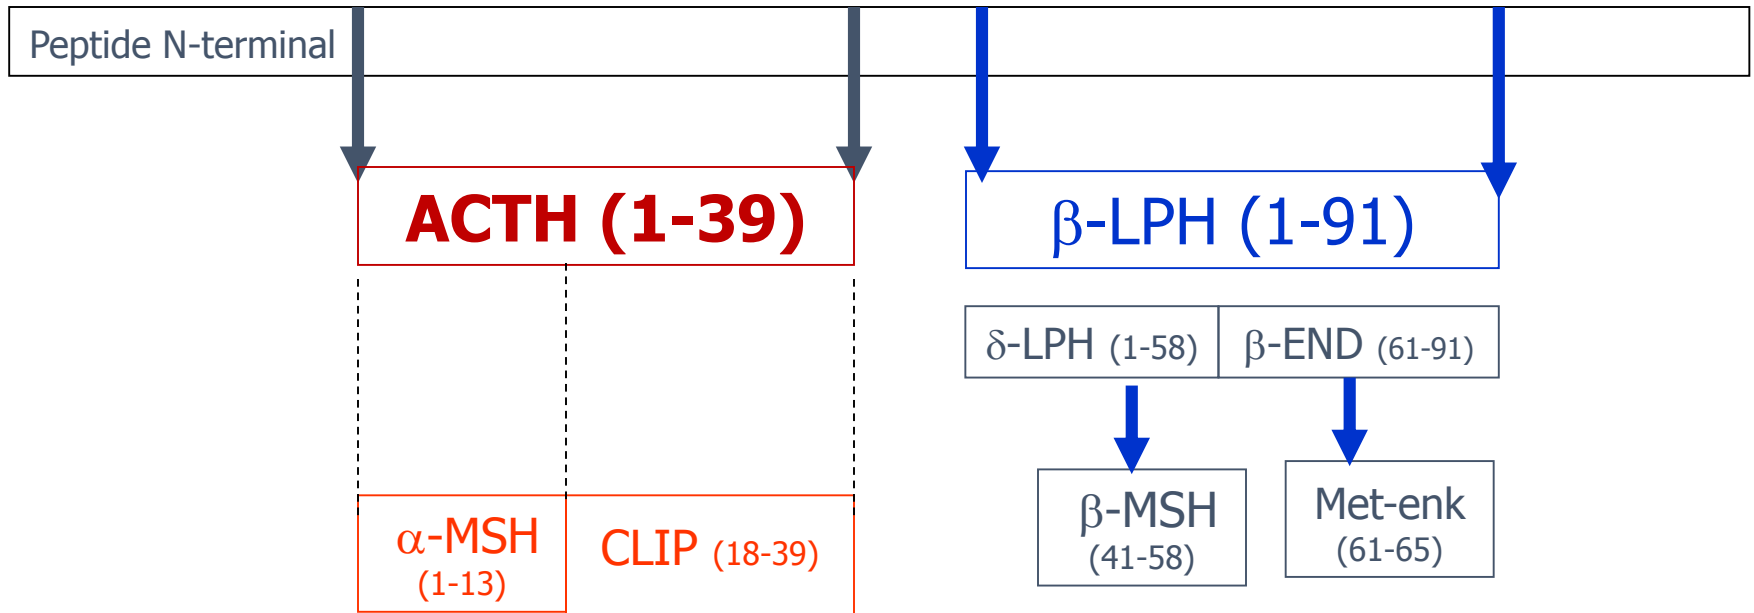 Peptide N-terminal
ACTH (1-39)
β-LPH (1-91)
δ-LPH (1-58)
β-END (61-91)
α-MSH
(1-13)
CLIP (18-39)
β-MSH
(41-58)
Met-enk
(61-65)